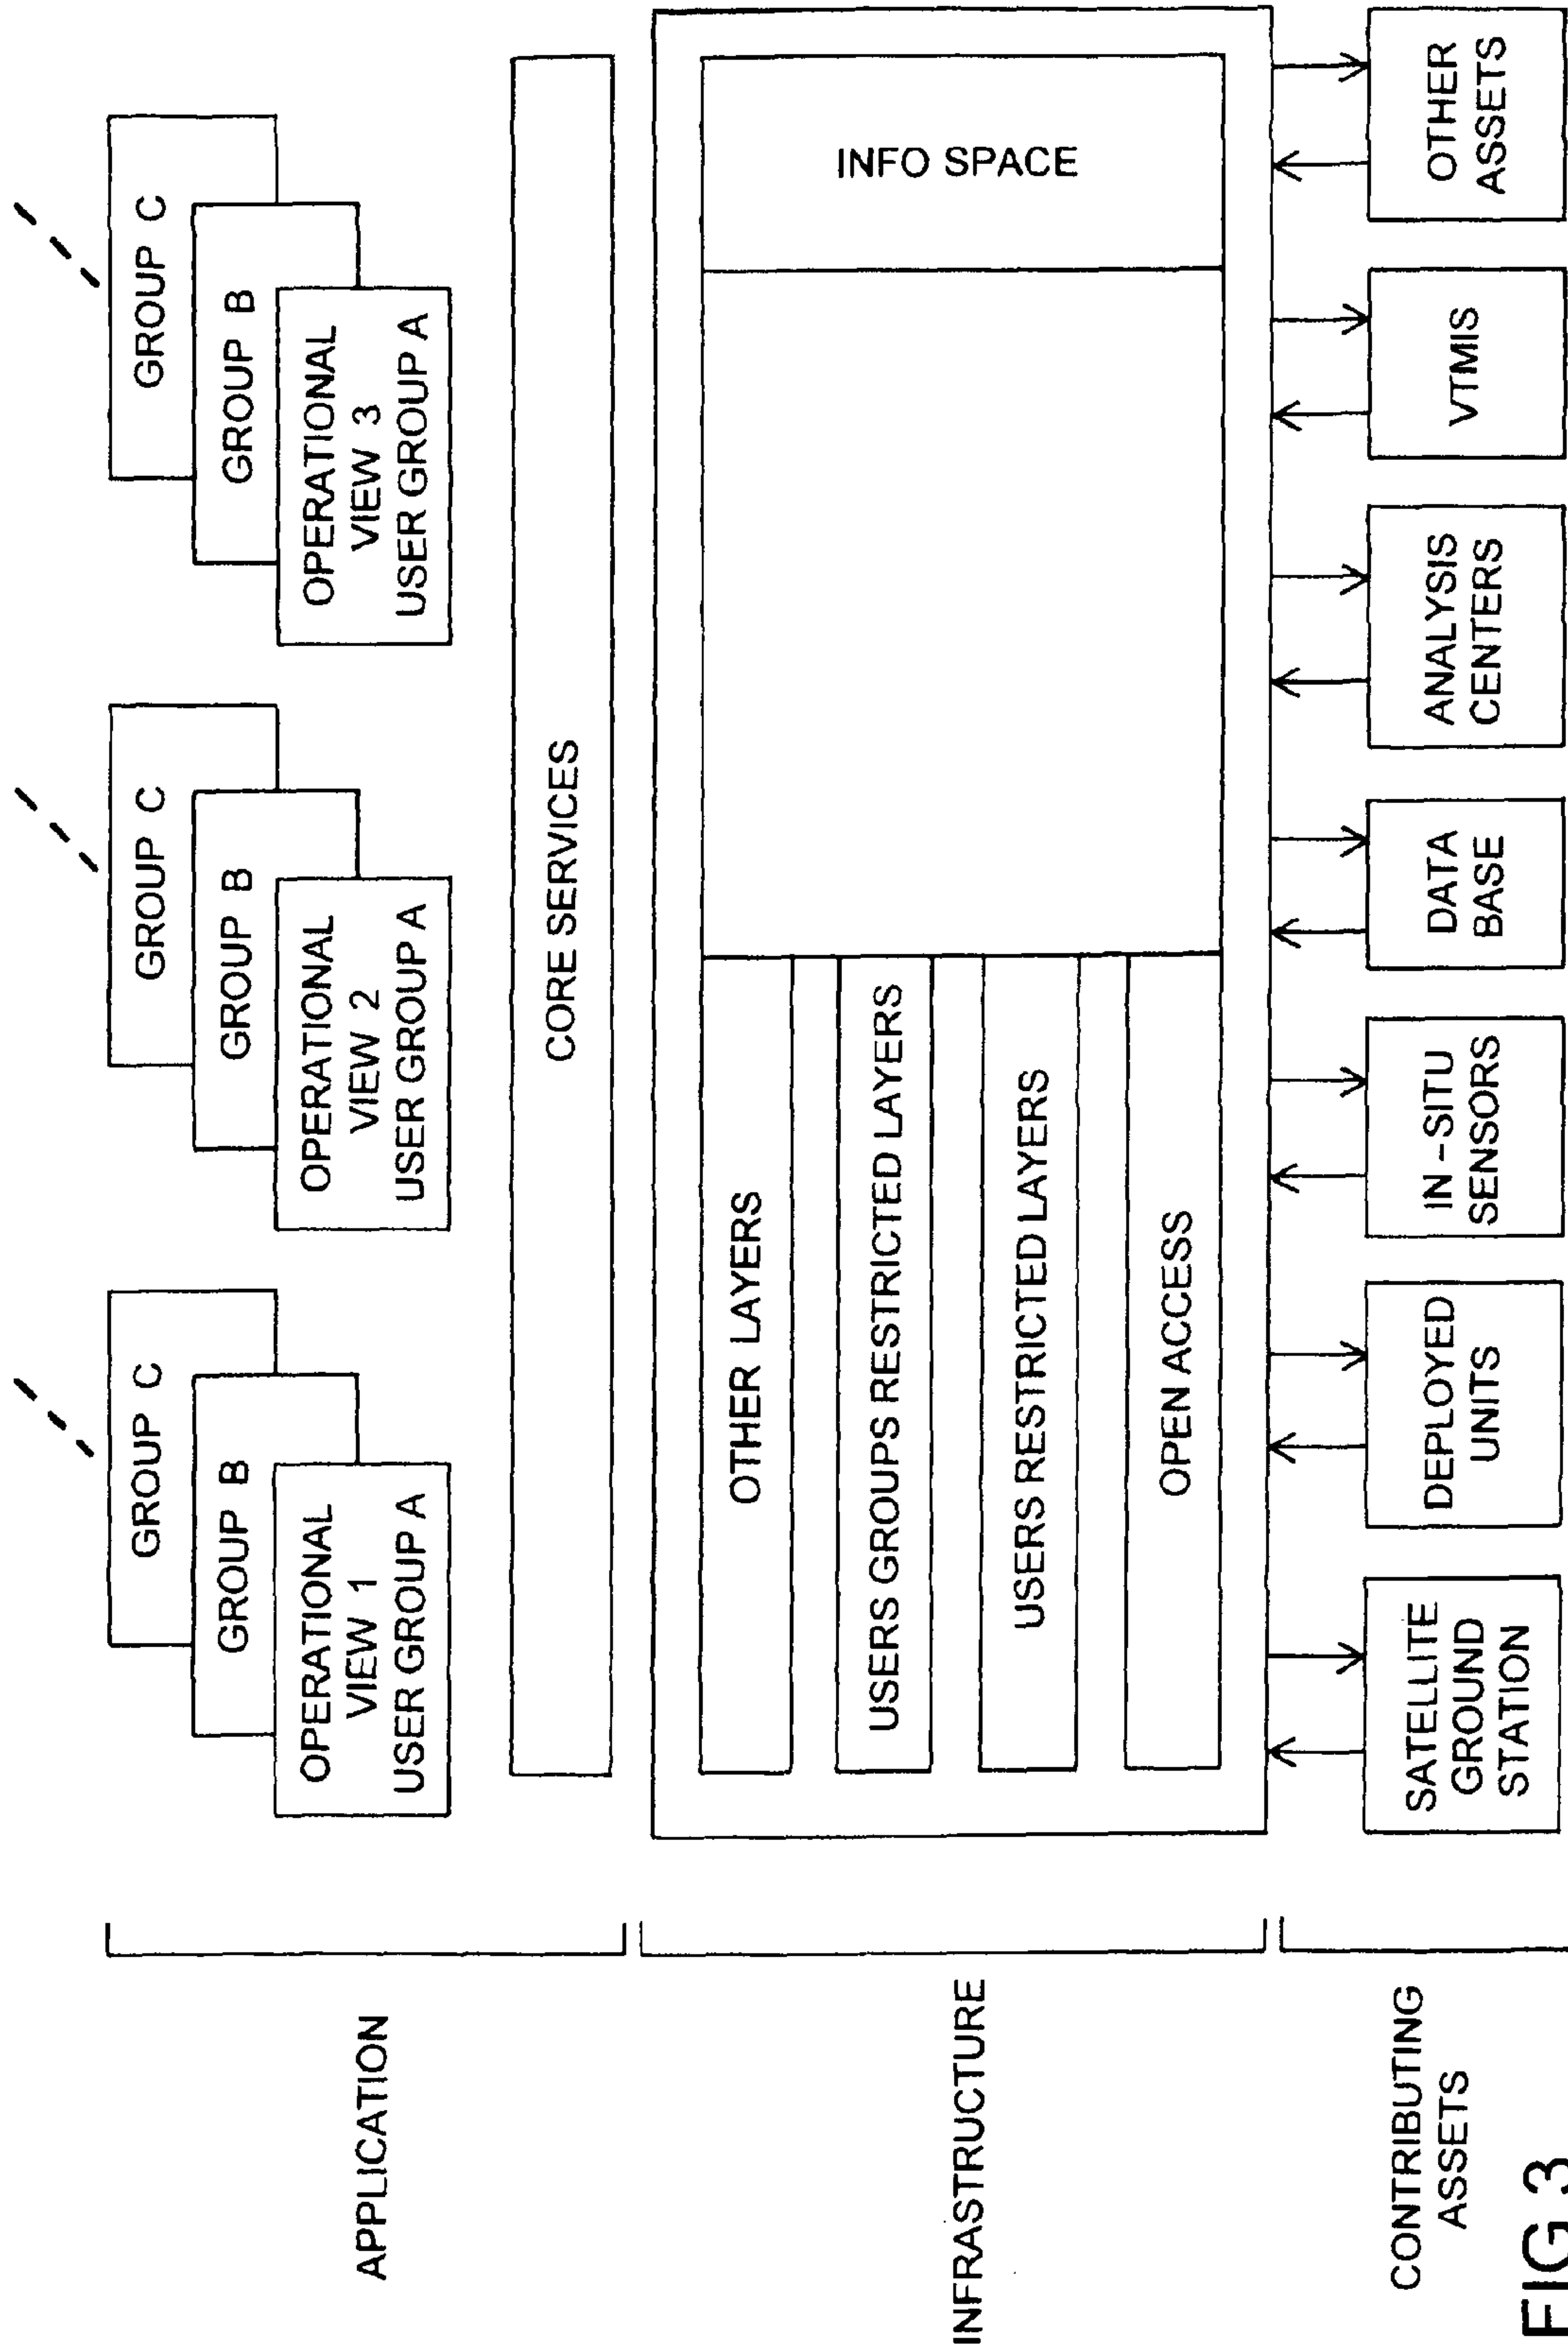 APPLICATION
GROUP C
GROUP B
OPERATIONAL
VIEW 1
USER GROUP A
GROUP C
GROUP B
OPERATIONAL
VIEW 2
USER GROUP A
GROUP C
GROUP B
OPERATIONAL
VIEW 3
USER GROUP A
CORE SERVICES
INFRASTRUCTURE
OTHER LAYERS
USERS GROUPS RESTRICTED LAYERS
USERS RESTRICTED LAYERS
OPEN ACCESS
INFO SPACE
CONTRIBUTING
ASSETS
SATELLITE
GROUND
STATION
DEPLOYED
UNITS
IN-SITU
SENSORS
DATA
BASE
ANALYSIS
CENTERS
VTMIS
OTHER
ASSETS
FIG 3